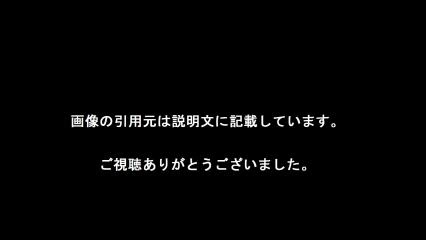 画像の引用元は説明文に記載しています。
ご視聴ありがとうございました。